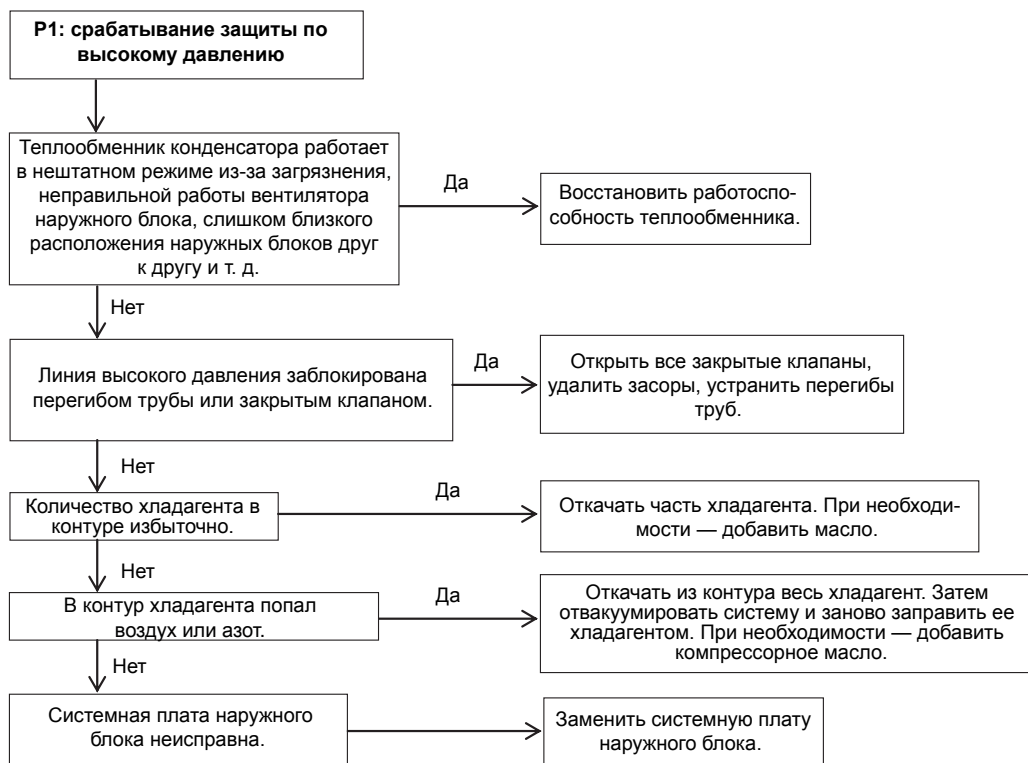 P1: срабатывание защиты по
высокому давлению
Теплообменник конденсатора работает
в нештатном режиме из-за загрязнения,
неправильной работы вентилятора
наружного блока, слишком близкого
расположения наружных блоков друг
к другу и т. д.
Да
Восстановить работоспо-
собность теплообменника.
Нет
Линия высокого давления заблокирована
перегибом трубы или закрытым клапаном.
Да
Открыть все закрытые клапаны,
удалить засоры, устранить перегибы
труб.
Нет
Количество хладагента в
контуре избыточно.
Да
Откачать часть хладагента. При необходи-
мости — добавить масло.
Нет
В контур хладагента попал
воздух или азот.
Да
Откачать из контура весь хладагент. Затем
отвакуумировать систему и заново заправить ее
хладагентом. При необходимости — добавить
компрессорное масло.
Нет
Системная плата наружного
блока неисправна.
Заменить системную плату
наружного блока.